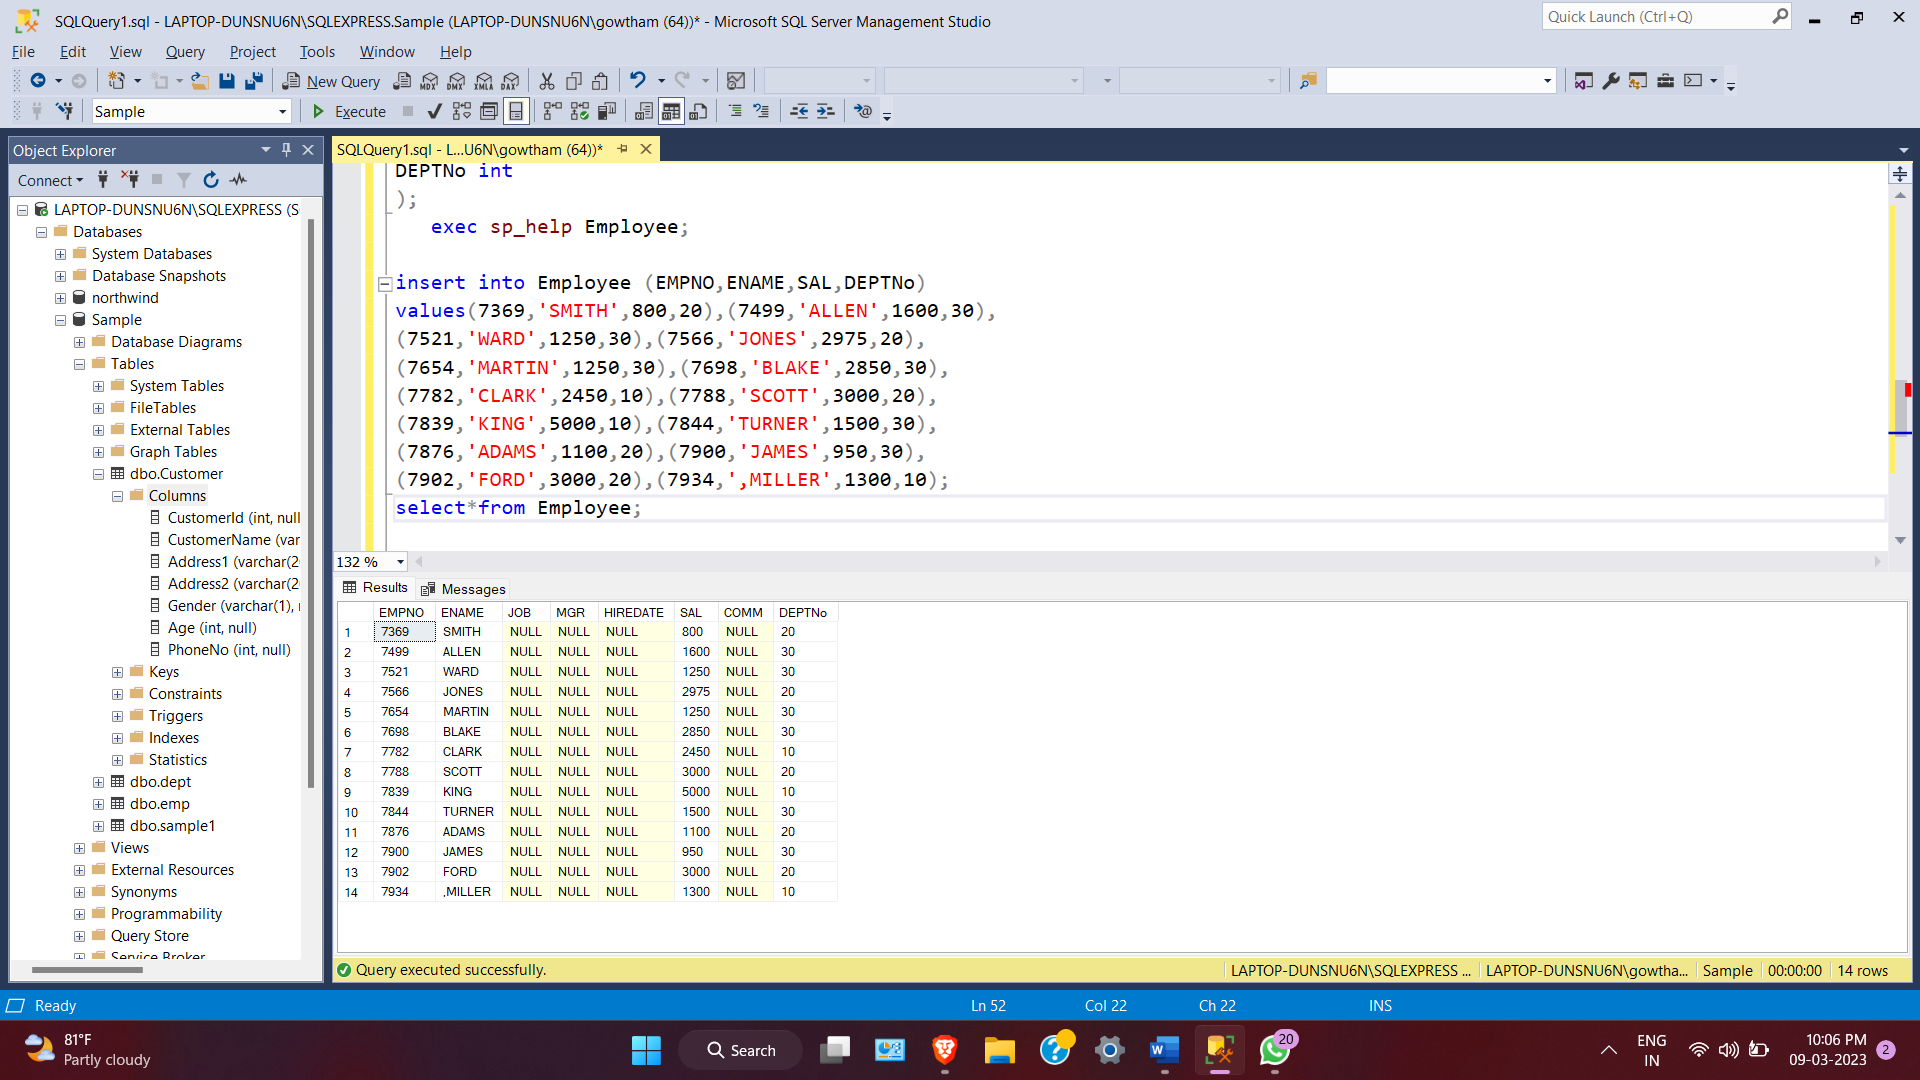 SQLQuery1.sql - LAPTOP-DUNSNU6N\SQLEXPRESS.Sample (LAPTOP-DUNSNU6N\gowtham (64))* - Microsoft SQL Server Management Studio
Quick Launch (Ctrl+Q)
File Edit View Query Project Tools Window Help
New Query MDX DMX XMLA DAX
Sample Execute
Object Explorer
SQLQuery1.sql - L...U6N\gowtham (64))*
Connect
LAPTOP-DUNSNU6N\SQLEXPRESS (S
Databases
System Databases
Database Snapshots
northwind
Sample
Database Diagrams
Tables
System Tables
FileTables
External Tables
Graph Tables
dbo.Customer
Columns
CustomerId (int, null
CustomerName (var
Address1 (varchar(2
Address2 (varchar(2
Gender (varchar(1), 
Age (int, null)
PhoneNo (int, null)
Keys
Constraints
Triggers
Indexes
Statistics
dbo.dept
dbo.emp
dbo.sample1
Views
External Resources
Synonyms
Programmability
Query Store
Service Broker
DEPTNo int
);
exec sp_help Employee;
insert into Employee (EMPNO,ENAME,SAL,DEPTNo)
values(7369,'SMITH',800,20),(7499,'ALLEN',1600,30),
(7521,'WARD',1250,30),(7566,'JONES',2975,20),
(7654,'MARTIN',1250,30),(7698,'BLAKE',2850,30),
(7782,'CLARK',2450,10),(7788,'SCOTT',3000,20),
(7839,'KING',5000,10),(7844,'TURNER',1500,30),
(7876,'ADAMS',1100,20),(7900,'JAMES',950,30),
(7902,'FORD',3000,20),(7934,',MILLER',1300,10);
select*from Employee;
132 %
Results Messages
EMPNO ENAME JOB MGR HIREDATE SAL COMM DEPTNo
1 7369 SMITH NULL NULL NULL 800 NULL 20
2 7499 ALLEN NULL NULL NULL 1600 NULL 30
3 7521 WARD NULL NULL NULL 1250 NULL 30
4 7566 JONES NULL NULL NULL 2975 NULL 20
5 7654 MARTIN NULL NULL NULL 1250 NULL 30
6 7698 BLAKE NULL NULL NULL 2850 NULL 30
7 7782 CLARK NULL NULL NULL 2450 NULL 10
8 7788 SCOTT NULL NULL NULL 3000 NULL 20
9 7839 KING NULL NULL NULL 5000 NULL 10
10 7844 TURNER NULL NULL NULL 1500 NULL 30
11 7876 ADAMS NULL NULL NULL 1100 NULL 20
12 7900 JAMES NULL NULL NULL 950 NULL 30
13 7902 FORD NULL NULL NULL 3000 NULL 20
14 7934 ,MILLER NULL NULL NULL 1300 NULL 10
Query executed successfully. LAPTOP-DUNSNU6N\SQLEXPRESS ... LAPTOP-DUNSNU6N\gowtha... Sample 00:00:00 14 rows
Ready Ln 52 Col 22 Ch 22 INS
81°F
Partly cloudy
Search
20
ENG
IN
10:06 PM
09-03-2023
2